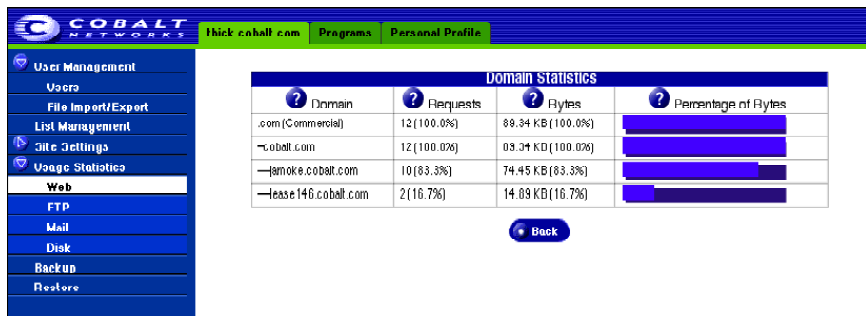 COBALT
NETWORKS
thick.cobalt.com
Programs
Personal Profile
User Management
Users
File Import/Export
List Management
Site Settings
Usage Statistics
Web
FTP
Mail
Disk
Backup
Restore
Domain Statistics
? Domain ? Requests ? Bytes ? Percentage of Bytes
.com (Commercial) 12 (100.0%) 89.34 KB (100.0%)
cobalt.com 12 (100.0%) 89.34 KB (100.0%)
jamoke.cobalt.com 10 (83.3%) 74.45 KB (83.3%)
lease146.cobalt.com 2 (16.7%) 14.89 KB (16.7%)
Back